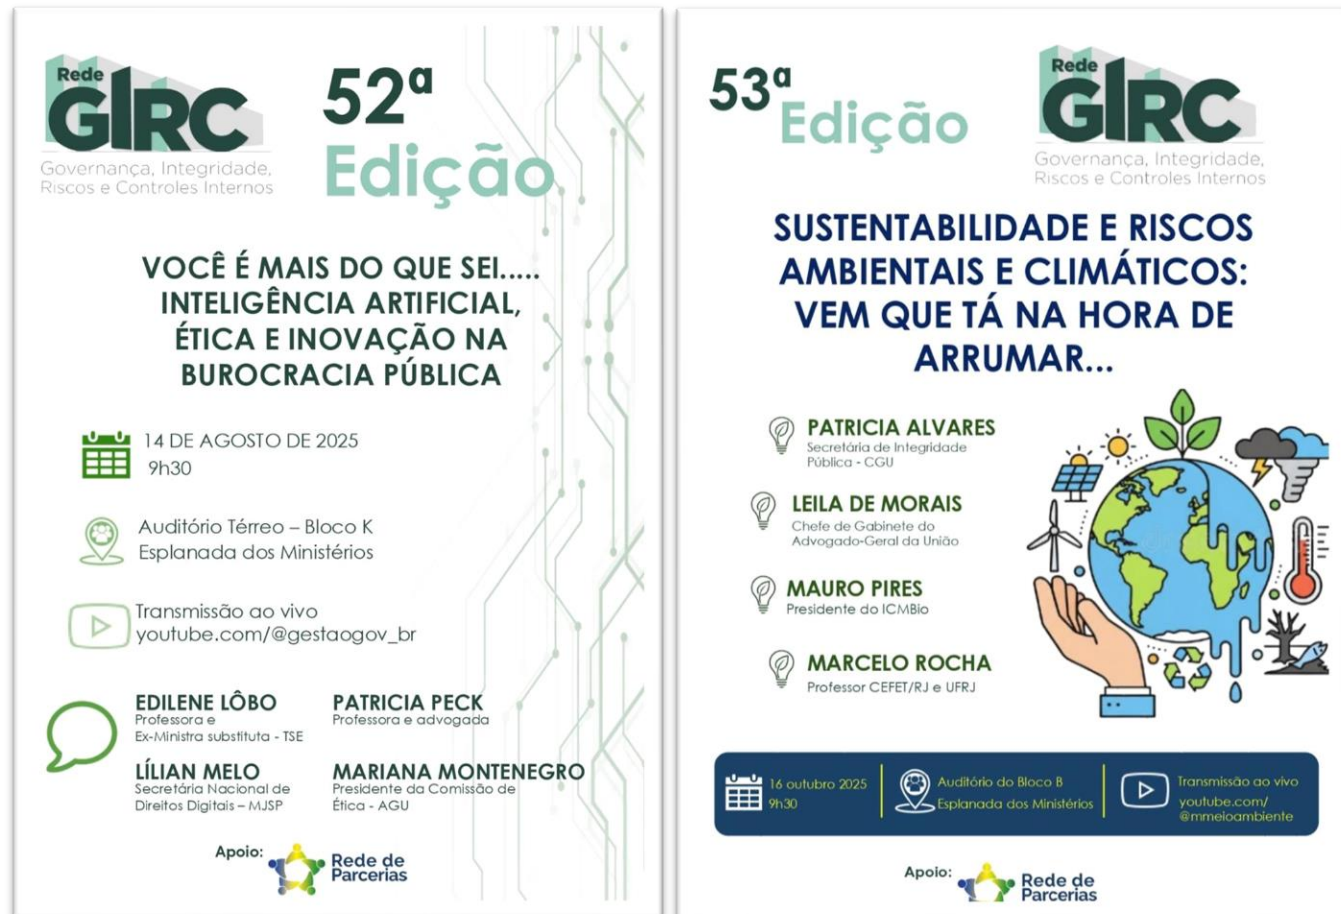 Rede
GIRC
Governança, Integridade,
Riscos e Controles Internos
52ª
Edição
VOCÊ É MAIS DO QUE SEI.....
INTELIGÊNCIA ARTIFICIAL,
ÉTICA E INOVAÇÃO NA
BUROCRACIA PÚBLICA
14 DE AGOSTO DE 2025
9h30
Auditório Térreo – Bloco K
Esplanada dos Ministérios
Transmissão ao vivo
youtube.com/@gestaogov_br
EDILENE LÔBO
Professora e
Ex-Ministra substituta - TSE
PATRICIA PECK
Professora e advogada
LÍLIAN MELO
Secretária Nacional de
Direitos Digitais – MJSP
MARIANA MONTENEGRO
Presidente da Comissão de
Ética - AGU
Apoio:
Rede de
Parcerias
53ª
Edição
Rede
GIRC
Governança, Integridade,
Riscos e Controles Internos
SUSTENTABILIDADE E RISCOS
AMBIENTAIS E CLIMÁTICOS:
VEM QUE TÁ NA HORA DE
ARRUMAR...
PATRICIA ALVARES
Secretária de Integridade
Pública - CGU
LEILA DE MORAIS
Chefe de Gabinete do
Advogado-Geral da União
MAURO PIRES
Presidente do ICMBio
MARCELO ROCHA
Professor CEFET/RJ e UFRJ
16 outubro 2025
9h30
Auditório do Bloco B
Esplanada dos Ministérios
Transmissão ao vivo
youtube.com/
@mmeioambiente
Apoio:
Rede de
Parcerias